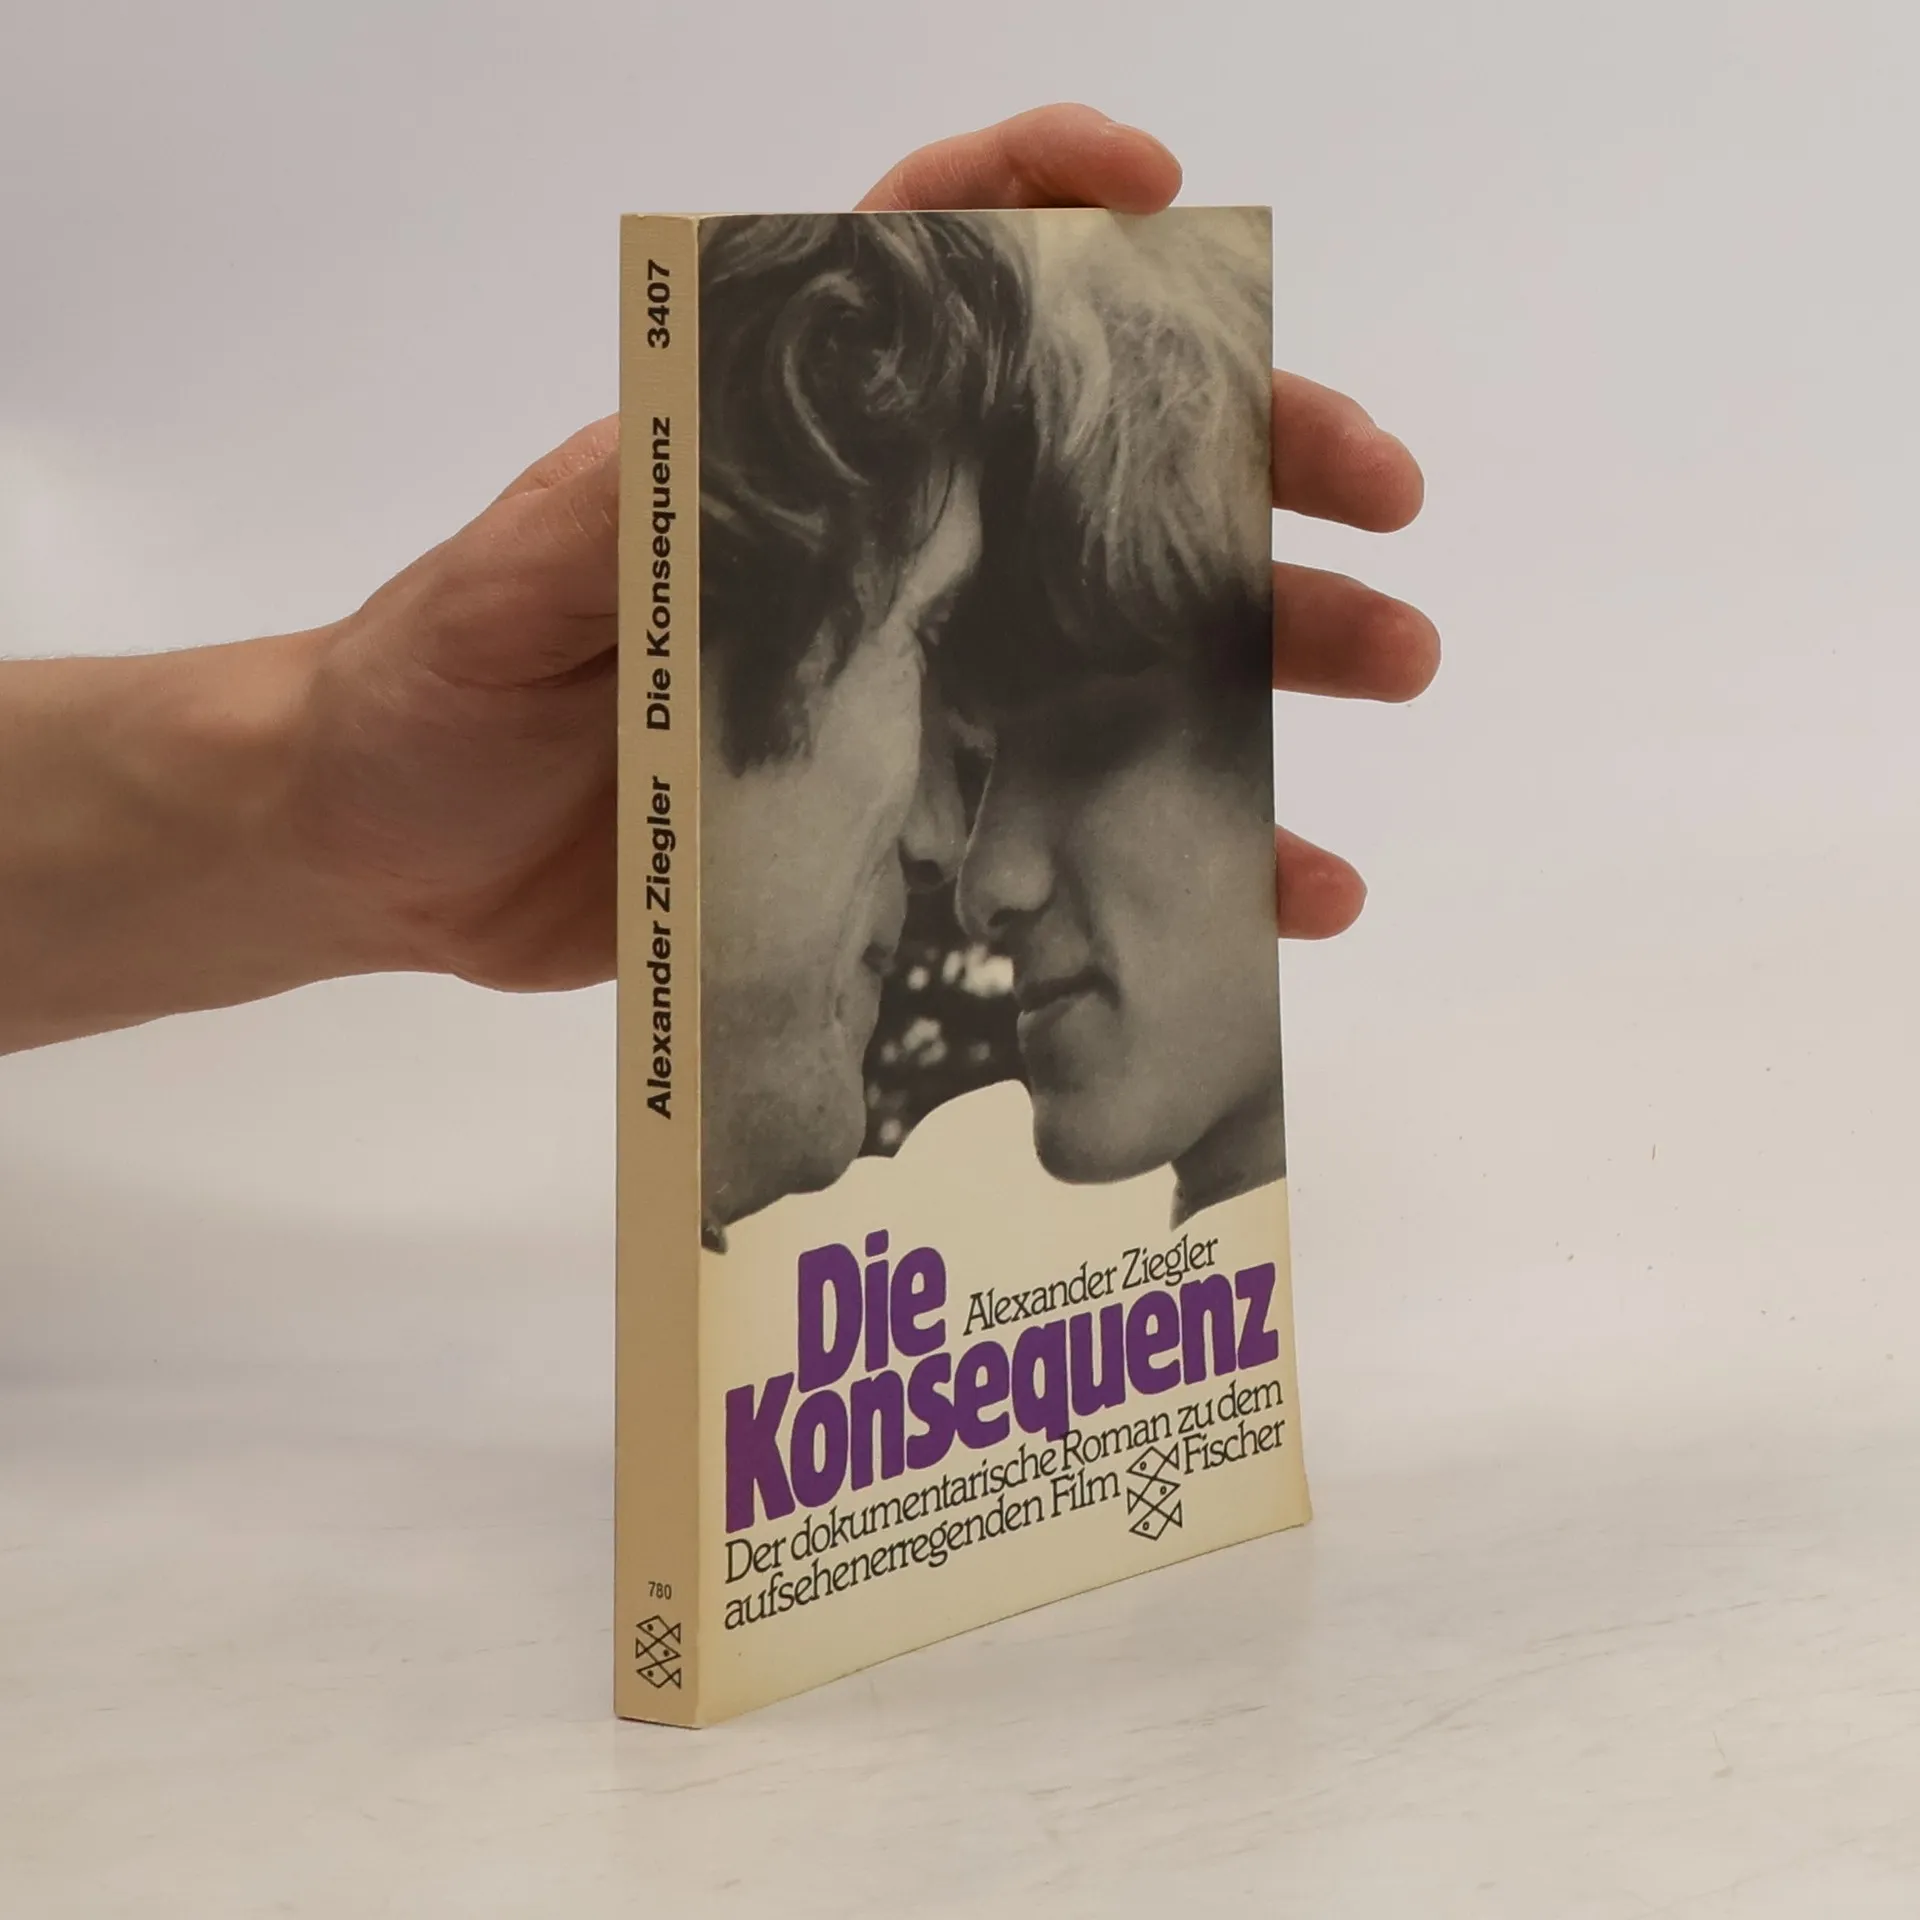 Alexander Ziegler Die Konsequenz 3407
780
Die
Alexander Ziegler
Konsequenz
Der dokumentarische Roman zu dem
aufsehenerregenden Film Fischer